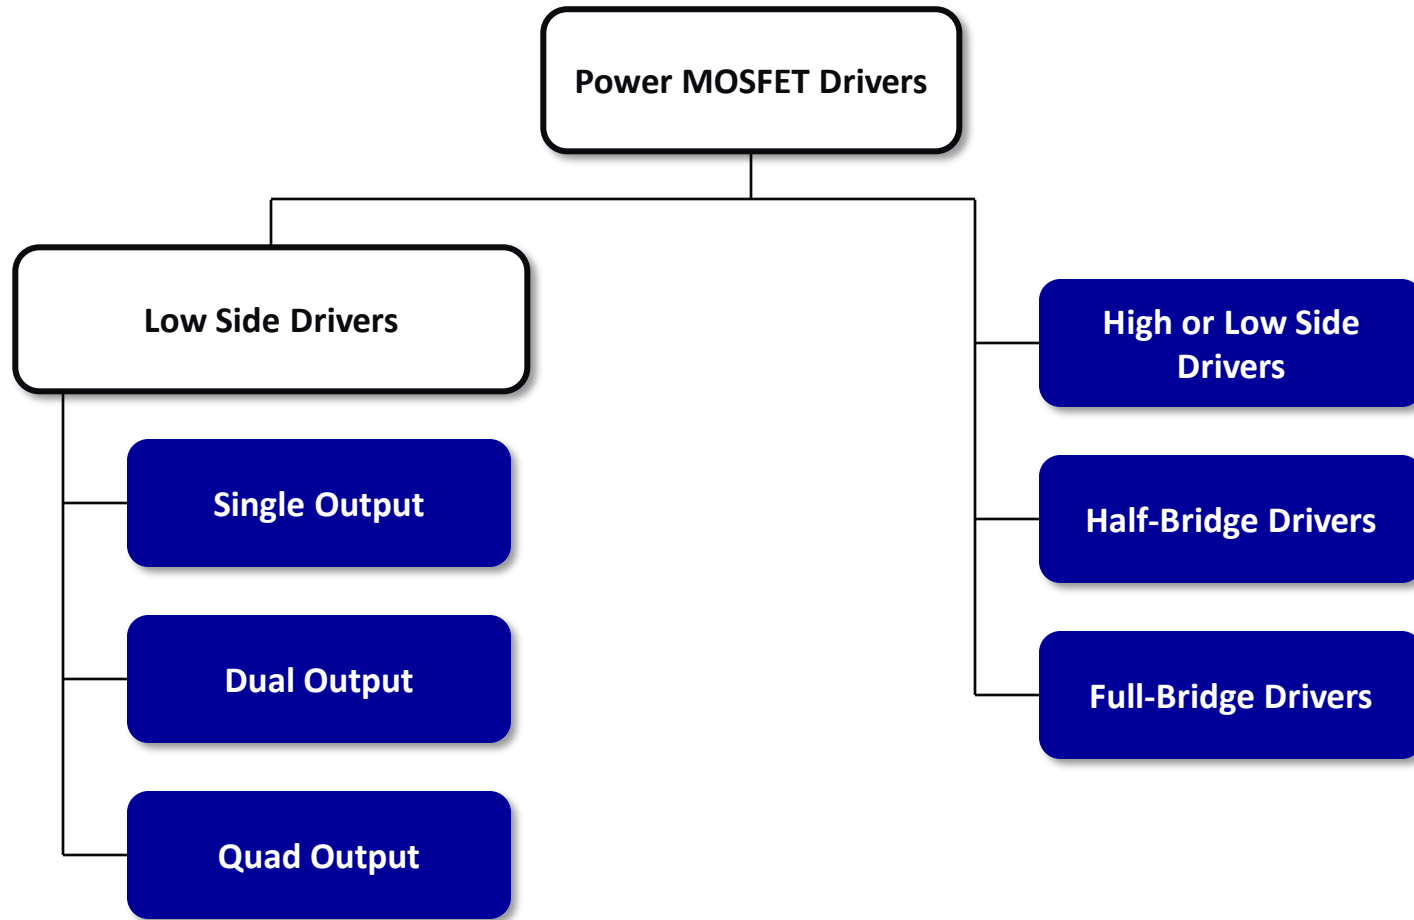 Power MOSFET Drivers
Low Side Drivers
Single Output
Dual Output
Quad Output
High or Low Side
Drivers
Half-Bridge Drivers
Full-Bridge Drivers